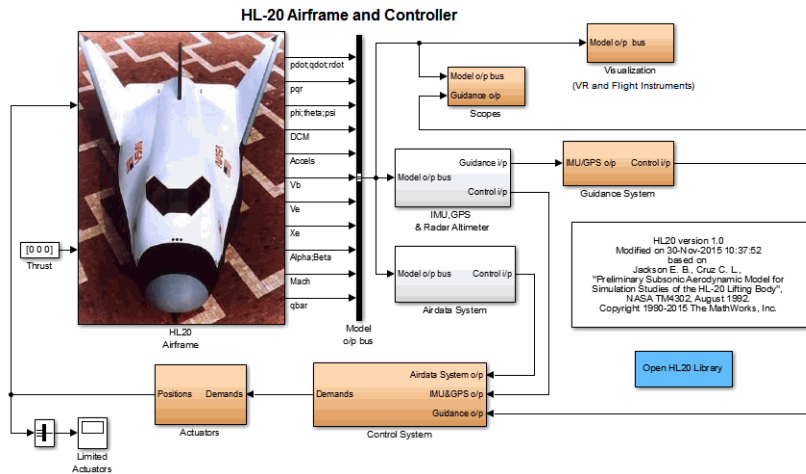 HL-20 Airframe and Controller
pdot;qdot;rdot
pqr
phi;theta;psi
DCM
Accels
Vb
Ve
Xe
Alpha;Beta
Mach
qbar
[0 0 0]
Thrust
HL20
Airframe
Model
o/p bus
Model o/p bus
Visualization
(VR and Flight Instruments)
Model o/p bus
Guidance o/p
Scopes
Model o/p bus
Guidance i/p
Control i/p
IMU,GPS
& Radar Altimeter
IMU/GPS o/p
Control i/p
Guidance System
Model o/p bus
Control i/p
Airdata System
HL20 version 1.0
Modified on 30-Nov-2015 10:37:52
based on
Jackson E. B., Cruz C. L.,
"Preliminary Subsonic Aerodynamic Model for
Simulation Studies of the HL-20 Lifting Body",
NASA TM4302, August 1992.
Copyright 1990-2015 The MathWorks, Inc.
Open HL20 Library
Positions
Demands
Actuators
Demands
Airdata System o/p
IMU&GPS o/p
Guidance o/p
Control System
Limited
Actuators